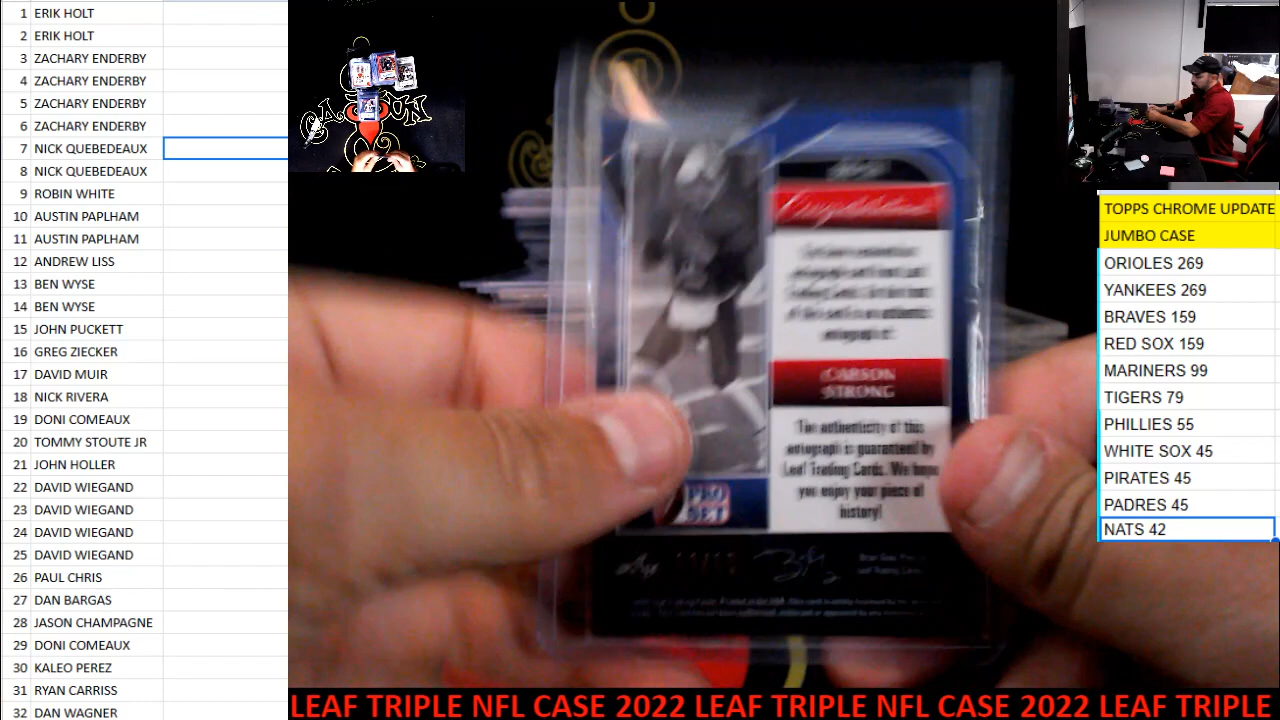 1 ERIK HOLT
2 ERIK HOLT
3 ZACHARY ENDERBY
4 ZACHARY ENDERBY
5 ZACHARY ENDERBY
6 ZACHARY ENDERBY
7 NICK QUEBEDEAUX
8 NICK QUEBEDEAUX
9 ROBIN WHITE
10 AUSTIN PAPLHAM
11 AUSTIN PAPLHAM
12 ANDREW LISS
13 BEN WYSE
14 BEN WYSE
15 JOHN PUCKETT
16 GREG ZIECKER
17 DAVID MUIR
18 NICK RIVERA
19 DONI COMEAUX
20 TOMMY STOUTE JR
21 JOHN HOLLER
22 DAVID WIEGAND
23 DAVID WIEGAND
24 DAVID WIEGAND
25 DAVID WIEGAND
26 PAUL CHRIS
27 DAN BARGAS
28 JASON CHAMPAGNE
29 DONI COMEAUX
30 KALEO PEREZ
31 RYAN CARRISS
32 DAN WAGNER
Congratulations
CARSON
STRONG
The authenticity of this
autograph is guaranteed by
Leaf Trading Cards. We hope
you enjoy your piece of
history!
PRO
SET
TOPPS CHROME UPDATE
JUMBO CASE
ORIOLES 269
YANKEES 269
BRAVES 159
RED SOX 159
MARINERS 99
TIGERS 79
PHILLIES 55
WHITE SOX 45
PIRATES 45
PADRES 45
NATS 42
LEAF TRIPLE NFL CASE 2022 LEAF TRIPLE NFL CASE 2022 LEAF TRIPLE